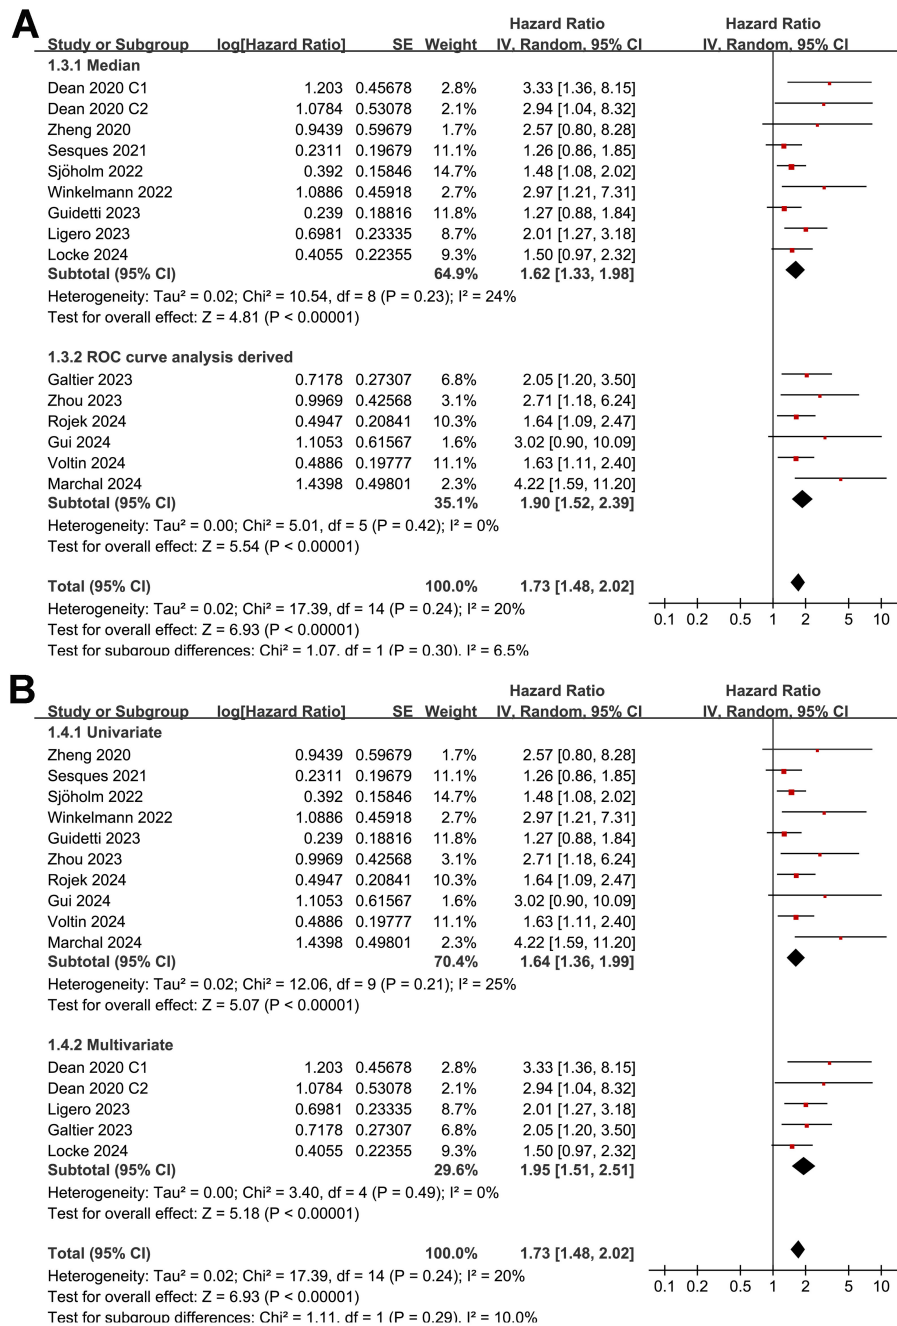 A
Hazard Ratio Hazard Ratio
Study or Subgroup log[Hazard Ratio] SE Weight IV, Random, 95% CI IV, Random, 95% CI
1.3.1 Median
Dean 2020 C1 1.203 0.45678 2.8% 3.33 [1.36, 8.15]
Dean 2020 C2 1.0784 0.53078 2.1% 2.94 [1.04, 8.32]
Zheng 2020 0.9439 0.59679 1.7% 2.57 [0.80, 8.28]
Sesques 2021 0.2311 0.19679 11.1% 1.26 [0.86, 1.85]
Sjöholm 2022 0.392 0.15846 14.7% 1.48 [1.08, 2.02]
Winkelmann 2022 1.0886 0.45918 2.7% 2.97 [1.21, 7.31]
Guidetti 2023 0.239 0.18816 11.8% 1.27 [0.88, 1.84]
Ligero 2023 0.6981 0.23335 8.7% 2.01 [1.27, 3.18]
Locke 2024 0.4055 0.22355 9.3% 1.50 [0.97, 2.32]
Subtotal (95% CI) 64.9% 1.62 [1.33, 1.98]
Heterogeneity: Tau² = 0.02; Chi² = 10.54, df = 8 (P = 0.23); I² = 24%
Test for overall effect: Z = 4.81 (P < 0.00001)
1.3.2 ROC curve analysis derived
Galtier 2023 0.7178 0.27307 6.8% 2.05 [1.20, 3.50]
Zhou 2023 0.9969 0.42568 3.1% 2.71 [1.18, 6.24]
Rojek 2024 0.4947 0.20841 10.3% 1.64 [1.09, 2.47]
Gui 2024 1.1053 0.61567 1.6% 3.02 [0.90, 10.09]
Voltin 2024 0.4886 0.19777 11.1% 1.63 [1.11, 2.40]
Marchal 2024 1.4398 0.49801 2.3% 4.22 [1.59, 11.20]
Subtotal (95% CI) 35.1% 1.90 [1.52, 2.39]
Heterogeneity: Tau² = 0.00; Chi² = 5.01, df = 5 (P = 0.42); I² = 0%
Test for overall effect: Z = 5.54 (P < 0.00001)
Total (95% CI) 100.0% 1.73 [1.48, 2.02]
Heterogeneity: Tau² = 0.02; Chi² = 17.39, df = 14 (P = 0.24); I² = 20%
0.1 0.2 0.5 1 2 5 10
Test for overall effect: Z = 6.93 (P < 0.00001)
Test for subgroup differences: Chi² = 1.07, df = 1 (P = 0.30), I² = 6.5%
B
Hazard Ratio Hazard Ratio
Study or Subgroup log[Hazard Ratio] SE Weight IV, Random, 95% CI IV, Random, 95% CI
1.4.1 Univariate
Zheng 2020 0.9439 0.59679 1.7% 2.57 [0.80, 8.28]
Sesques 2021 0.2311 0.19679 11.1% 1.26 [0.86, 1.85]
Sjöholm 2022 0.392 0.15846 14.7% 1.48 [1.08, 2.02]
Winkelmann 2022 1.0886 0.45918 2.7% 2.97 [1.21, 7.31]
Guidetti 2023 0.239 0.18816 11.8% 1.27 [0.88, 1.84]
Zhou 2023 0.9969 0.42568 3.1% 2.71 [1.18, 6.24]
Rojek 2024 0.4947 0.20841 10.3% 1.64 [1.09, 2.47]
Gui 2024 1.1053 0.61567 1.6% 3.02 [0.90, 10.09]
Voltin 2024 0.4886 0.19777 11.1% 1.63 [1.11, 2.40]
Marchal 2024 1.4398 0.49801 2.3% 4.22 [1.59, 11.20]
Subtotal (95% CI) 70.4% 1.64 [1.36, 1.99]
Heterogeneity: Tau² = 0.02; Chi² = 12.06, df = 9 (P = 0.21); I² = 25%
Test for overall effect: Z = 5.07 (P < 0.00001)
1.4.2 Multivariate
Dean 2020 C1 1.203 0.45678 2.8% 3.33 [1.36, 8.15]
Dean 2020 C2 1.0784 0.53078 2.1% 2.94 [1.04, 8.32]
Ligero 2023 0.6981 0.23335 8.7% 2.01 [1.27, 3.18]
Galtier 2023 0.7178 0.27307 6.8% 2.05 [1.20, 3.50]
Locke 2024 0.4055 0.22355 9.3% 1.50 [0.97, 2.32]
Subtotal (95% CI) 29.6% 1.95 [1.51, 2.51]
Heterogeneity: Tau² = 0.00; Chi² = 3.40, df = 4 (P = 0.49); I² = 0%
Test for overall effect: Z = 5.18 (P < 0.00001)
Total (95% CI) 100.0% 1.73 [1.48, 2.02]
Heterogeneity: Tau² = 0.02; Chi² = 17.39, df = 14 (P = 0.24); I² = 20%
0.1 0.2 0.5 1 2 5 10
Test for overall effect: Z = 6.93 (P < 0.00001)
Test for subgroup differences: Chi² = 1.11, df = 1 (P = 0.29), I² = 10.0%